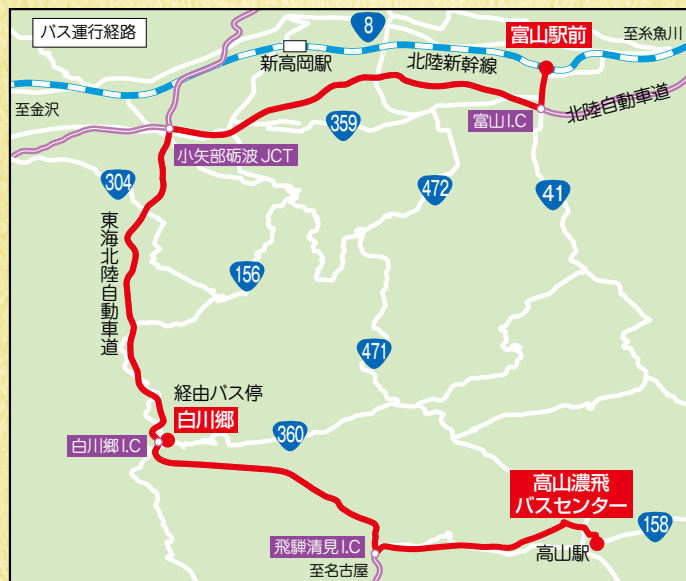 バス運行経路
8
富山駅前
至糸魚川
新高岡駅
北陸新幹線
至金沢
北陸自動車道
359
富山I.C
小矢部砺波JCT
304
472
41
東海北陸自動車道
156
471
経由バス停
白川郷
360
白川郷I.C
高山濃飛
バスセンター
158
飛騨清見I.C
高山駅
至名古屋